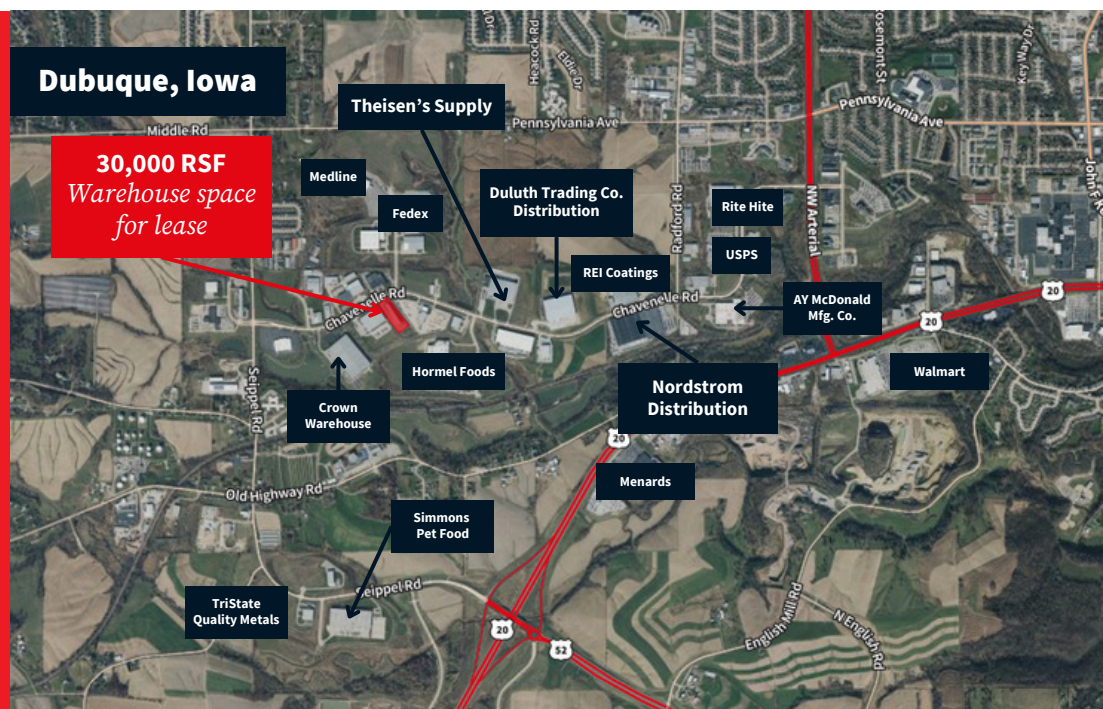 Dubuque, Iowa
30,000 RSF
Warehouse space
for lease
Theisen's Supply
Medline
Fedex
Duluth Trading Co.
Distribution
REI Coatings
Rite Hite
USPS
AY McDonald
Mfg. Co.
Hormel Foods
Crown
Warehouse
Nordstrom
Distribution
Walmart
Menards
Simmons
Pet Food
TriState
Quality Metals
Middle Rd
Pennsylvania Ave
Pennsylvania Ave
Heacock Rd
Eldie Dr
Rosemont St
Key Way Dr
Radford Rd
NW Arterial
Chavenelle Rd
Chavenelle Rd
Seippel Rd
Old Highway Rd
Seippel Rd
English Mill Rd
N English Rd
20
20
20
20
52